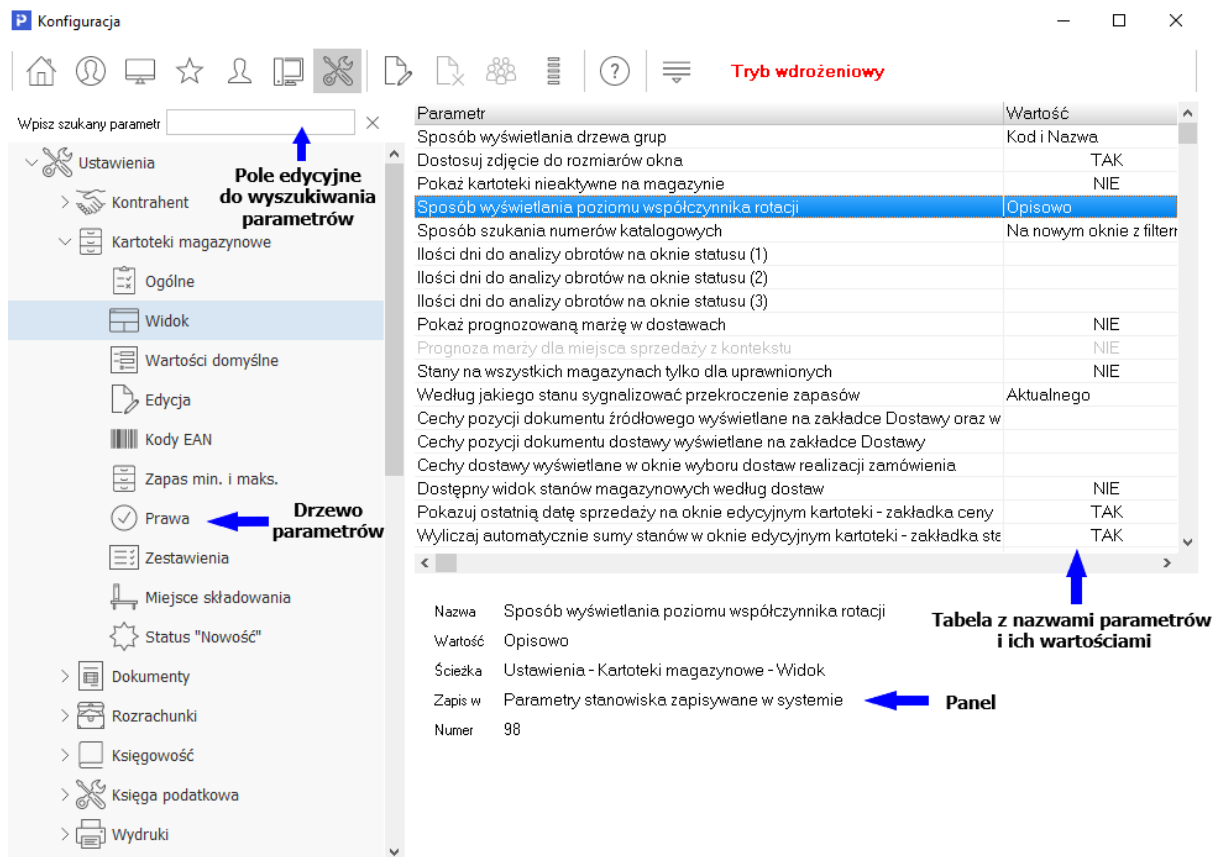 Konfiguracja
Tryb wdrożeniowy
Wpisz szukany parametr
Pole edycyjne
do wyszukiwania
parametrów
Ustawienia
Kontrahent
Kartoteki magazynowe
Ogólne
Widok
Wartości domyślne
Edycja
Kody EAN
Zapas min. i maks.
Prawa
Drzewo
parametrów
Zestawienia
Miejsce składowania
Status "Nowość"
Dokumenty
Rozrachunki
Księgowość
Księga podatkowa
Wydruki
Parametr Wartość
Sposób wyświetlania drzewa grup Kod i Nazwa
Dostosuj zdjęcie do rozmiarów okna TAK
Pokaż kartoteki nieaktywne na magazynie NIE
Sposób wyświetlania poziomu współczynnika rotacji Opisowo
Sposób szukania numerów katalogowych Na nowym oknie z filtern
Ilości dni do analizy obrotów na oknie statusu (1)
Ilości dni do analizy obrotów na oknie statusu (2)
Ilości dni do analizy obrotów na oknie statusu (3)
Pokaż prognozowaną marżę w dostawach NIE
Prognoza marży dla miejsca sprzedaży z kontekstu NIE
Stany na wszystkich magazynach tylko dla uprawnionych NIE
Według jakiego stanu sygnalizować przekroczenie zapasów Aktualnego
Cechy pozycji dokumentu źródłowego wyświetlane na zakładce Dostawy oraz w
Cechy pozycji dokumentu dostawy wyświetlane na zakładce Dostawy
Cechy dostawy wyświetlane w oknie wyboru dostaw realizacji zamówienia
Dostępny widok stanów magazynowych według dostaw NIE
Pokazuj ostatnią datę sprzedaży na oknie edycyjnym kartoteki - zakładka ceny TAK
Wyliczaj automatycznie sumy stanów w oknie edycyjnym kartoteki - zakładka sta TAK
Nazwa Sposób wyświetlania poziomu współczynnika rotacji
Wartość Opisowo
Ścieżka Ustawienia - Kartoteki magazynowe - Widok
Zapis w Parametry stanowiska zapisywane w systemie
Numer 98
Tabela z nazwami parametrów
i ich wartościami
Panel